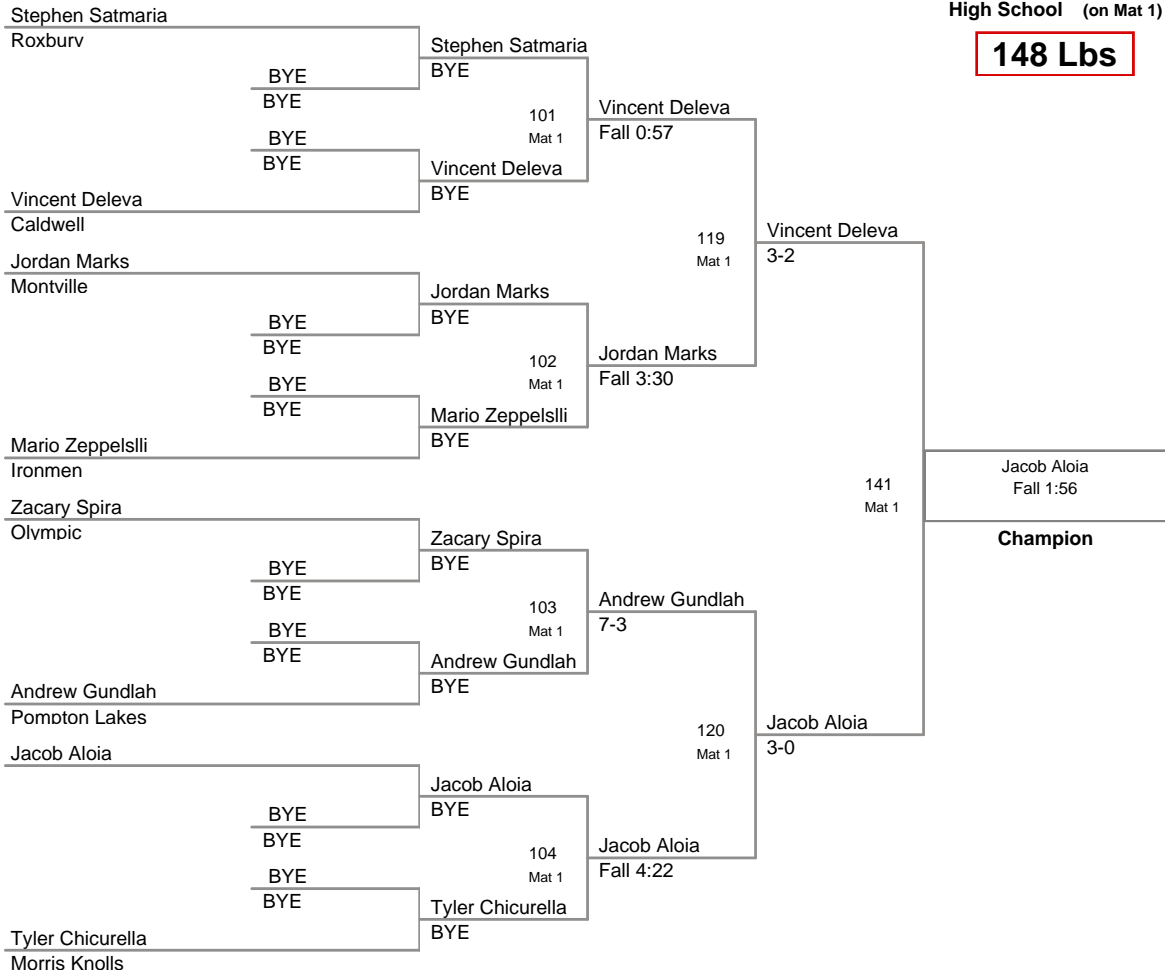 High School (on Mat 1)
148 Lbs
Stephen Satmaria
Roxbury
BYE
BYE
BYE
BYE
Vincent Deleva
Caldwell
Jordan Marks
Montville
BYE
BYE
BYE
BYE
Mario Zeppelslli
Ironmen
Zacary Spira
Olympic
BYE
BYE
BYE
BYE
Andrew Gundlah
Pompton Lakes
Jacob Aloia
BYE
BYE
BYE
BYE
Tyler Chicurella
Morris Knolls
Stephen Satmaria
BYE
101
Mat 1
Vincent Deleva
BYE
Jordan Marks
BYE
102
Mat 1
Mario Zeppelslli
BYE
Zacary Spira
BYE
103
Mat 1
Andrew Gundlah
BYE
Jacob Aloia
BYE
104
Mat 1
Tyler Chicurella
BYE
Vincent Deleva
Fall 0:57
119
Mat 1
Jordan Marks
Fall 3:30
Andrew Gundlah
7-3
120
Mat 1
Jacob Aloia
Fall 4:22
Vincent Deleva
3-2
141
Mat 1
Jacob Aloia
3-0
Jacob Aloia
Fall 1:56
Champion